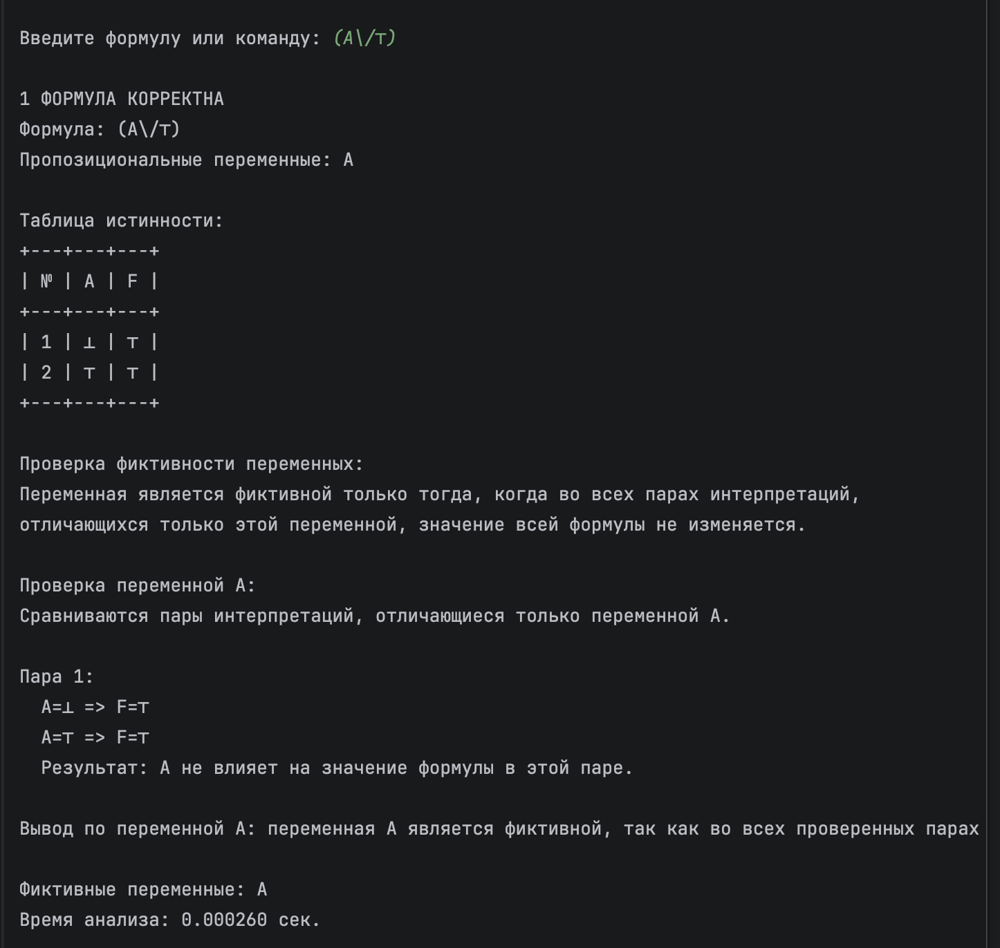 Введите формулу или команду: (A\/⊤)
1 ФОРМУЛА КОРРЕКТНА
Формула: (A\/⊤)
Пропозициональные переменные: A
Таблица истинности:
+---+---+---+
| № | A | F |
+---+---+---+
| 1 | ⊥ | ⊤ |
| 2 | ⊤ | ⊤ |
+---+---+---+
Проверка фиктивности переменных:
Переменная является фиктивной только тогда, когда во всех парах интерпретаций,
отличающихся только этой переменной, значение всей формулы не изменяется.
Проверка переменной A:
Сравниваются пары интерпретаций, отличающиеся только переменной A.
Пара 1:
A=⊥ => F=⊤
A=⊤ => F=⊤
Результат: A не влияет на значение формулы в этой паре.
Вывод по переменной A: переменная A является фиктивной, так как во всех проверенных парах
Фиктивные переменные: A
Время анализа: 0.000260 сек.